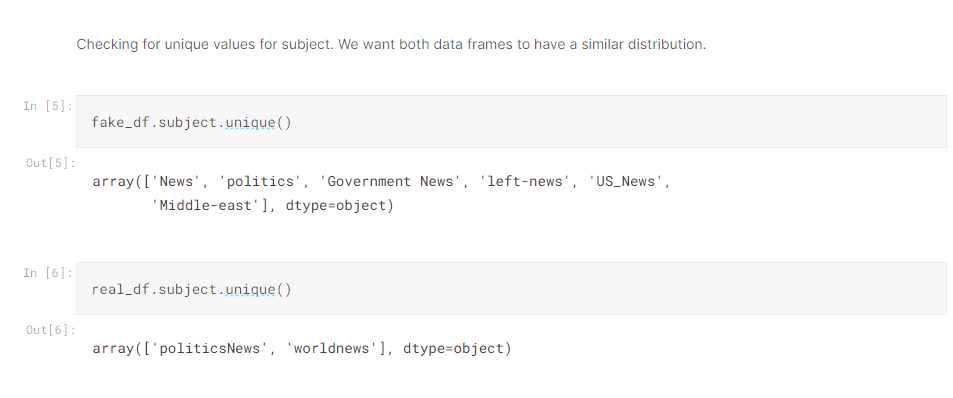 Checking for unique values for subject. We want both data frames to have a similar distribution.
In [5]:
fake_df.subject.unique()
Out[5]:
array(['News', 'politics', 'Government News', 'left-news', 'US_News',
'Middle-east'], dtype=object)
In [6]:
real_df.subject.unique()
Out[6]:
array(['politicsNews', 'worldnews'], dtype=object)